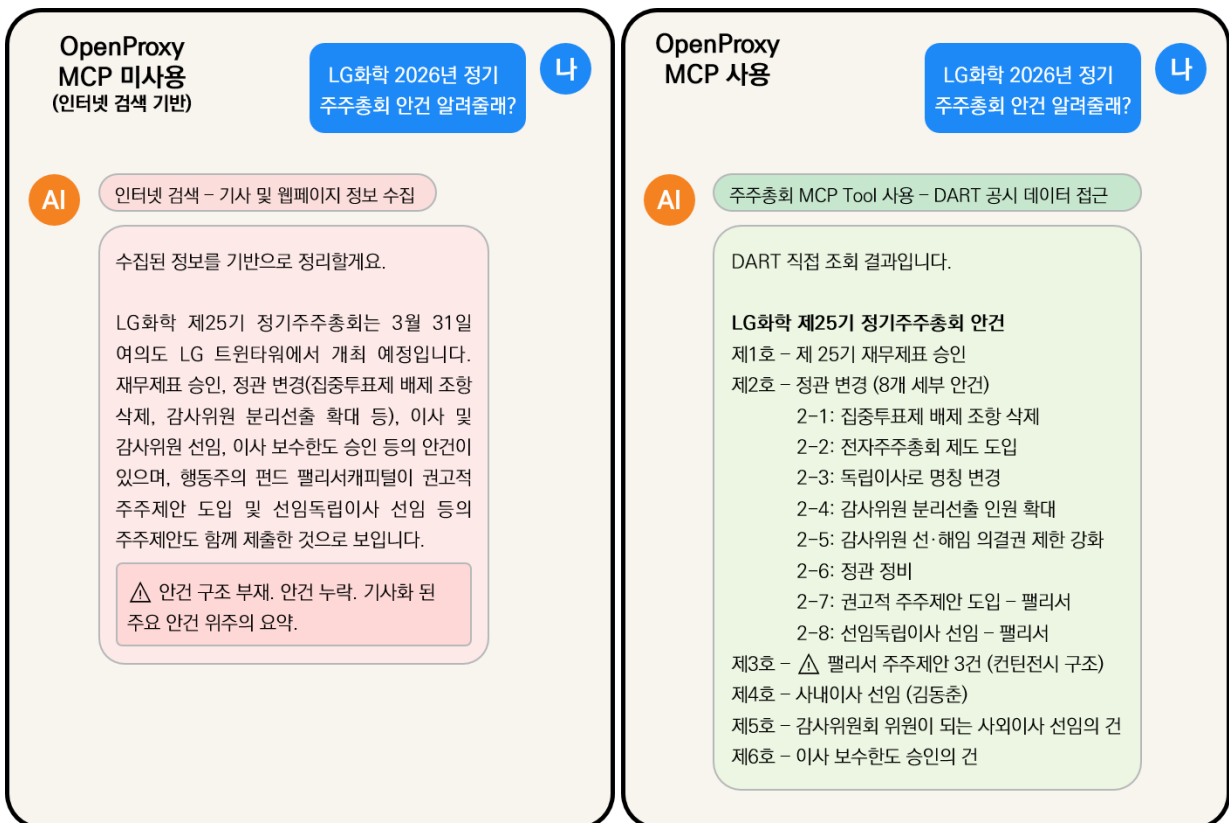 OpenProxy
MCP 미사용
(인터넷 검색 기반)
LG화학 2026년 정기
주주총회 안건 알려줄래?
나
AI
인터넷 검색 – 기사 및 웹페이지 정보 수집
수집된 정보를 기반으로 정리할게요.
LG화학 제25기 정기주주총회는 3월 31일
여의도 LG 트윈타워에서 개최 예정입니다.
재무제표 승인, 정관 변경(집중투표제 배제 조항
삭제, 감사위원 분리선출 확대 등), 이사 및
감사위원 선임, 이사 보수한도 승인 등의 안건이
있으며, 행동주의 펀드 팰리서캐피털이 권고적
주주제안 도입 및 선임독립이사 선임 등의
주주제안도 함께 제출한 것으로 보입니다.
⚠ 안건 구조 부재. 안건 누락. 기사화 된
주요 안건 위주의 요약.
OpenProxy
MCP 사용
LG화학 2026년 정기
주주총회 안건 알려줄래?
나
AI
주주총회 MCP Tool 사용 – DART 공시 데이터 접근
DART 직접 조회 결과입니다.
LG화학 제25기 정기주주총회 안건
제1호 – 제 25기 재무제표 승인
제2호 – 정관 변경 (8개 세부 안건)
2-1: 집중투표제 배제 조항 삭제
2-2: 전자주주총회 제도 도입
2-3: 독립이사로 명칭 변경
2-4: 감사위원 분리선출 인원 확대
2-5: 감사위원 선·해임 의결권 제한 강화
2-6: 정관 정비
2-7: 권고적 주주제안 도입 – 팰리서
2-8: 선임독립이사 선임 – 팰리서
제3호 – ⚠ 팰리서 주주제안 3건 (컨틴전시 구조)
제4호 – 사내이사 선임 (김동춘)
제5호 – 감사위원회 위원이 되는 사외이사 선임의 건
제6호 – 이사 보수한도 승인의 건